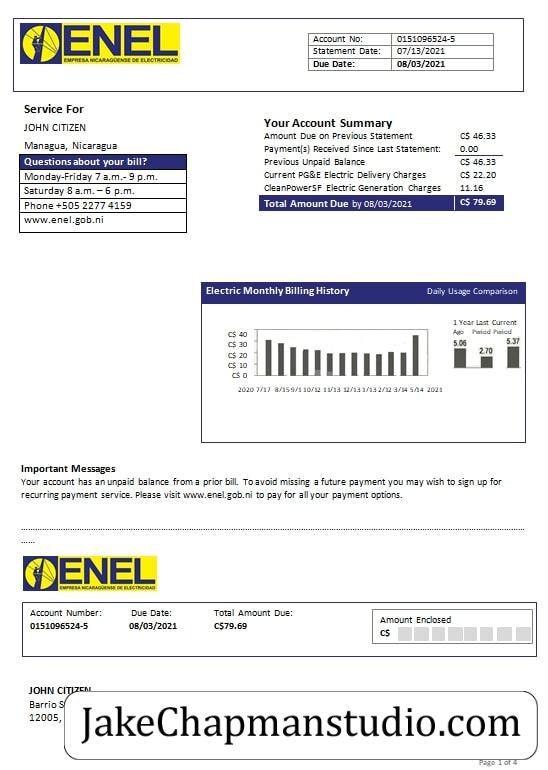 ENEL
EMPRESA NICARAGÜENSE DE ELECTRICIDAD
Account No: 0151096524-5
Statement Date: 07/13/2021
Due Date: 08/03/2021
Service For
JOHN CITIZEN
Managua, Nicaragua
Questions about your bill?
Monday-Friday 7 a.m.- 9 p.m.
Saturday 8 a.m. – 6 p.m.
Phone +505 2277 4159
www.enel.gob.ni
Your Account Summary
Amount Due on Previous Statement C$ 46.33
Payment(s) Received Since Last Statement: 0.00
Previous Unpaid Balance C$ 46.33
Current PG&E Electric Delivery Charges C$ 22.20
CleanPowerSF Electric Generation Charges 11.16
Total Amount Due by 08/03/2021 C$ 79.69
Electric Monthly Billing History Daily Usage Comparison
1 Year Last Current
Ago Period Period
5.06 2.70 5.37
C$ 40
C$ 30
C$ 20
C$ 10
C$ 0
2020 7/17 8/15 9/1 10/12 11/13 12/13 1/13 2/12 3/14 5/14 2021
Important Messages
Your account has an unpaid balance from a prior bill. To avoid missing a future payment you may wish to sign up for
recurring payment service. Please visit www.enel.gob.ni to pay for all your payment options.
ENEL
EMPRESA NICARAGÜENSE DE ELECTRICIDAD
Account Number: Due Date: Total Amount Due:
0151096524-5 08/03/2021 C$79.69
Amount Enclosed
C$
JOHN CITIZEN
Barrio
12005,
JakeChapmanstudio.com
Page 1 of 4